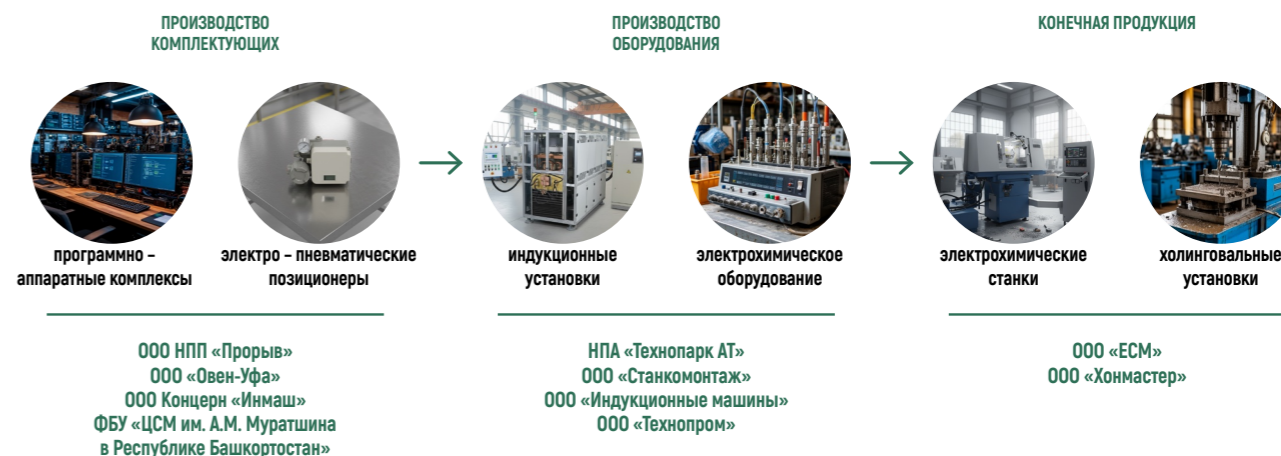 ПРОИЗВОДСТВО
КОМПЛЕКТУЮЩИХ
ПРОИЗВОДСТВО
ОБОРУДОВАНИЯ
КОНЕЧНАЯ ПРОДУКЦИЯ
программно –
аппаратные комплексы
электро – пневматические
позиционеры
индукционные
установки
электрохимическое
оборудование
электрохимические
станки
холинговальные
установки
ООО НПП «Прорыв»
ООО «Овен-Уфа»
ООО Концерн «Инмаш»
ФБУ «ЦСМ им. А.М. Муратшина
в Республике Башкортостан»
НПА «Технопарк АТ»
ООО «Станкомонтаж»
ООО «Индукционные машины»
ООО «Технопром»
ООО «ЕСМ»
ООО «Хонмастер»